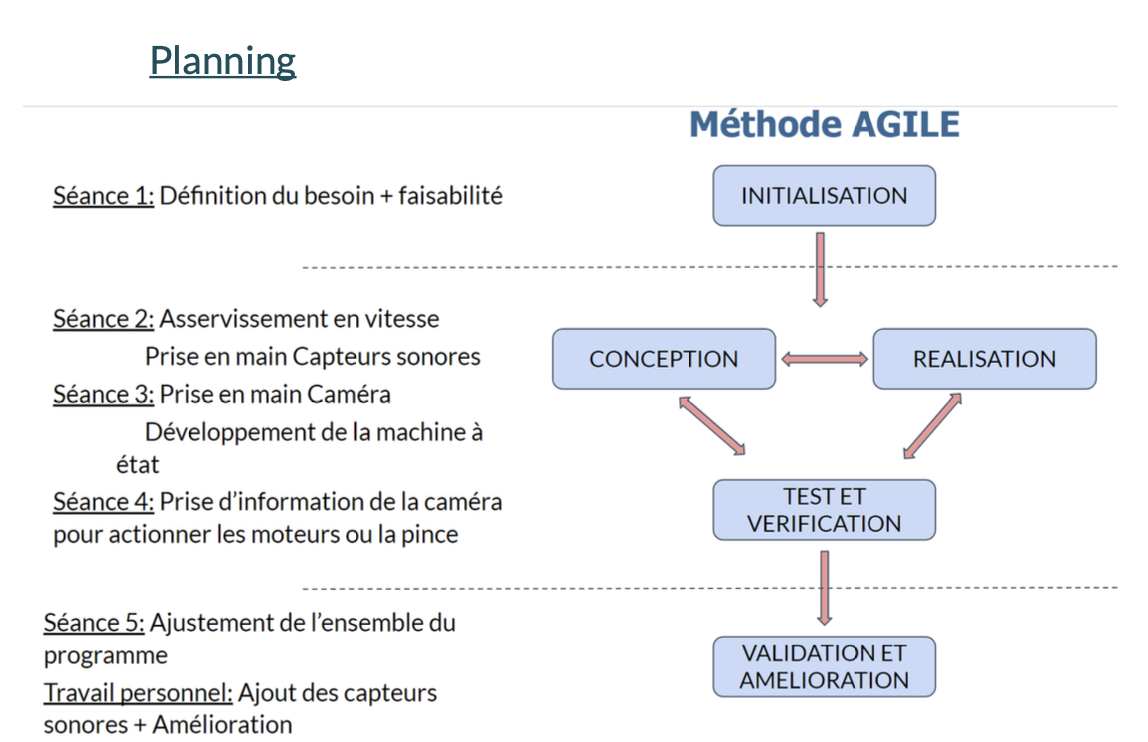 Planning
Méthode AGILE
Séance 1: Définition du besoin + faisabilité
INITIALISATION
Séance 2: Asservissement en vitesse
Prise en main Capteurs sonores
Séance 3: Prise en main Caméra
Développement de la machine à
état
Séance 4: Prise d'information de la caméra
pour actionner les moteurs ou la pince
CONCEPTION
REALISATION
TEST ET
VERIFICATION
Séance 5: Ajustement de l'ensemble du
programme
Travail personnel: Ajout des capteurs
sonores + Amélioration
VALIDATION ET
AMELIORATION